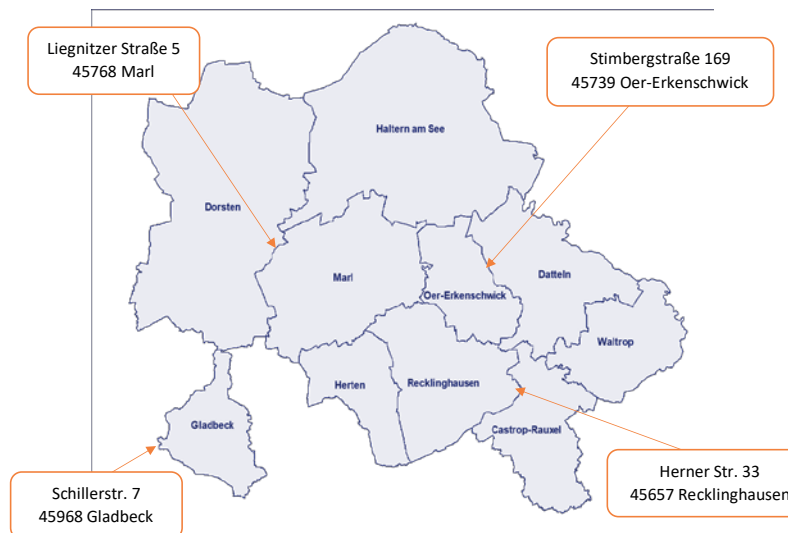 Liegnitzer Straße 5
45768 Marl
Stimbergstraße 169
45739 Oer-Erkenschwick
Haltern am See
Dorsten
Marl
Oer-Erkenschwick
Datteln
Waltrop
Herten
Recklinghausen
Gladbeck
Castrop-Rauxel
Schillerstr. 7
45968 Gladbeck
Herner Str. 33
45657 Recklinghausen